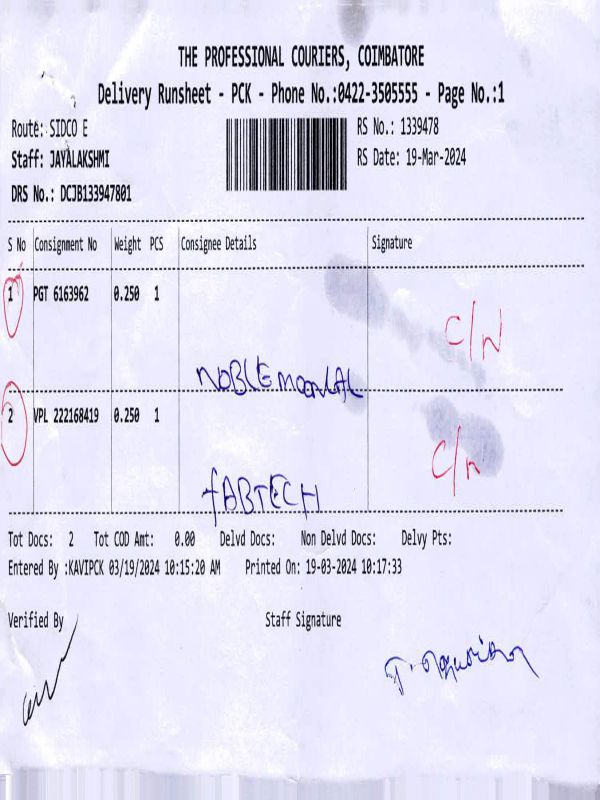 THE PROFESSIONAL COURIERS, COIMBATORE
Delivery Runsheet - PCK - Phone No.:0422-3505555 - Page No.:1
Route: SIDCO E
RS No.: 1339478
Staff: JAYALAKSHMI
RS Date: 19-Mar-2024
DRS No.: DCJB133947801
S No Consignment No Weight PCS Consignee Details Signature
1 PGT 6163962 0.250 1
C/N
NOBLE
2 VPL 222168419 0.250 1
C/N
FABTECH
Tot Docs: 2 Tot COD Amt: 0.00 Delvd Docs: Non Delvd Docs: Delvy Pts:
Entered By :KAVIPCK 03/19/2024 10:15:20 AM Printed On: 19-03-2024 10:17:33
Verified By Staff Signature